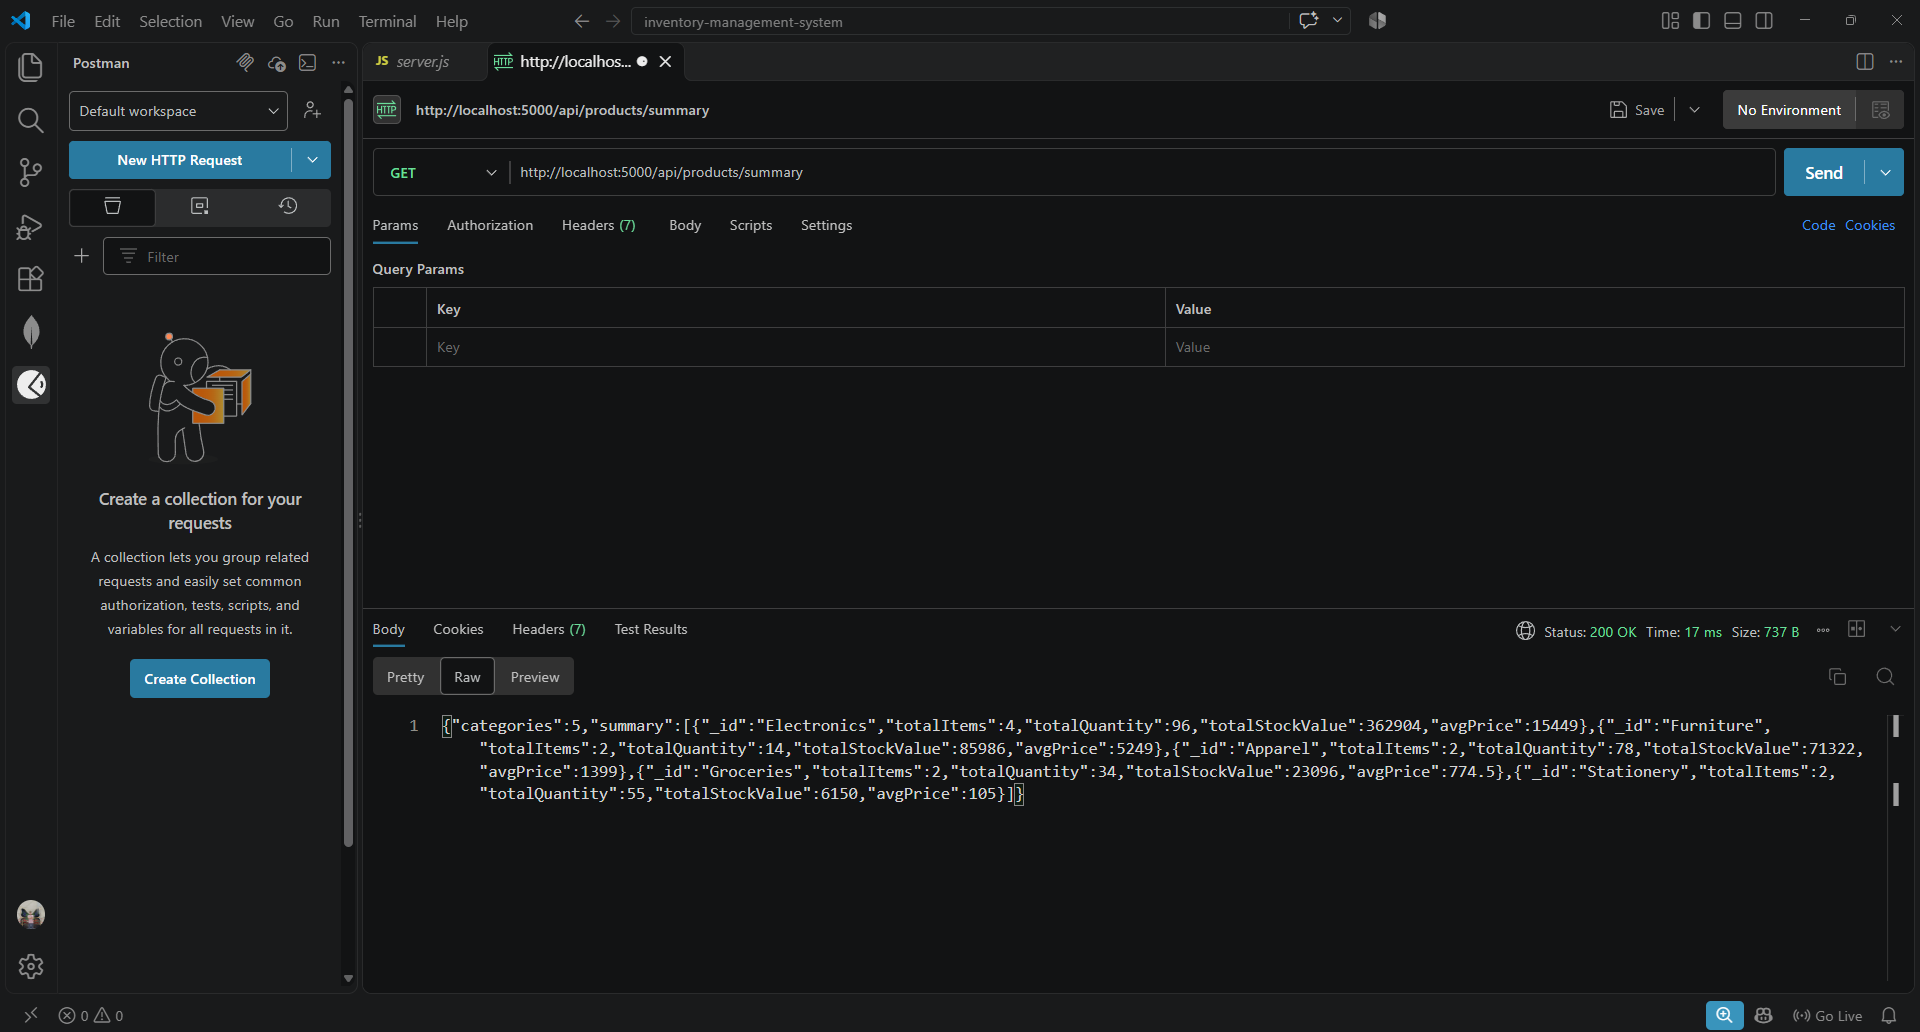 File Edit Selection View Go Run Terminal Help
inventory-management-system
Postman
JS server.js
HTTP http://localhos...
Default workspace
HTTP http://localhost:5000/api/products/summary
Save
No Environment
New HTTP Request
GET
http://localhost:5000/api/products/summary
Send
Params Authorization Headers (7) Body Scripts Settings
Code Cookies
Filter
Query Params
Key Value
Key Value
Create a collection for your
requests
A collection lets you group related
requests and easily set common
authorization, tests, scripts, and
variables for all requests in it.
Create Collection
Body Cookies Headers (7) Test Results
Status: 200 OK Time: 17 ms Size: 737 B
Pretty Raw Preview
1 {"categories":5,"summary":[{"_id":"Electronics","totalItems":4,"totalQuantity":96,"totalStockValue":362904,"avgPrice":15449},{"_id":"Furniture",
"totalItems":2,"totalQuantity":14,"totalStockValue":85986,"avgPrice":5249},{"_id":"Apparel","totalItems":2,"totalQuantity":78,"totalStockValue":71322,
"avgPrice":1399},{"_id":"Groceries","totalItems":2,"totalQuantity":34,"totalStockValue":23096,"avgPrice":774.5},{"_id":"Stationery","totalItems":2,
"totalQuantity":55,"totalStockValue":6150,"avgPrice":105}]}
0 0
Go Live